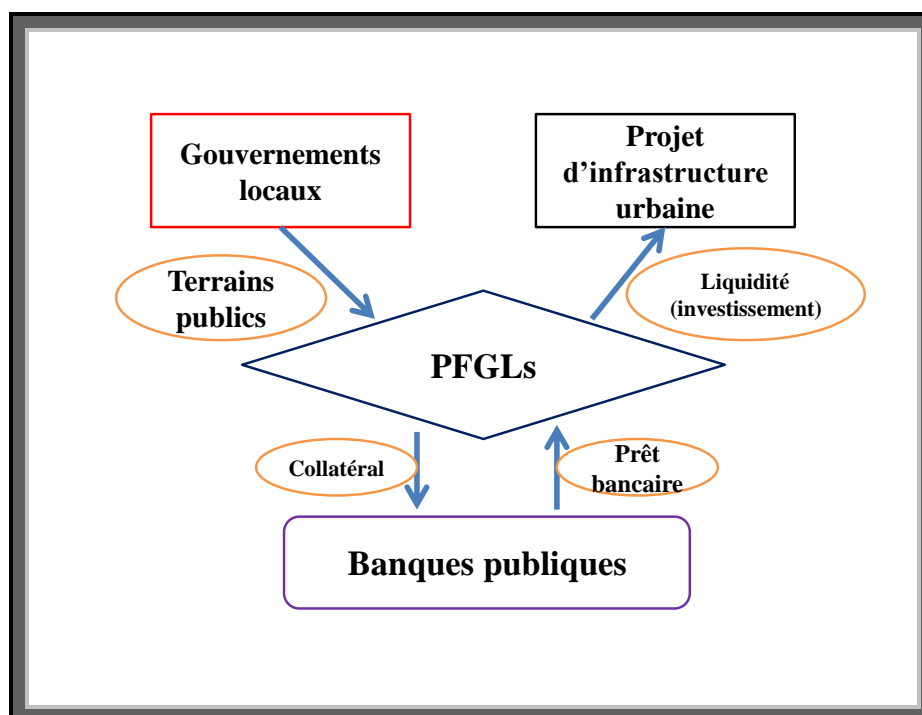 Gouvernements
locaux
Projet
d’infrastructure
urbaine
Terrains
publics
Liquidité
(investissement)
PFGLs
Collatéral
Prêt
bancaire
Banques publiques